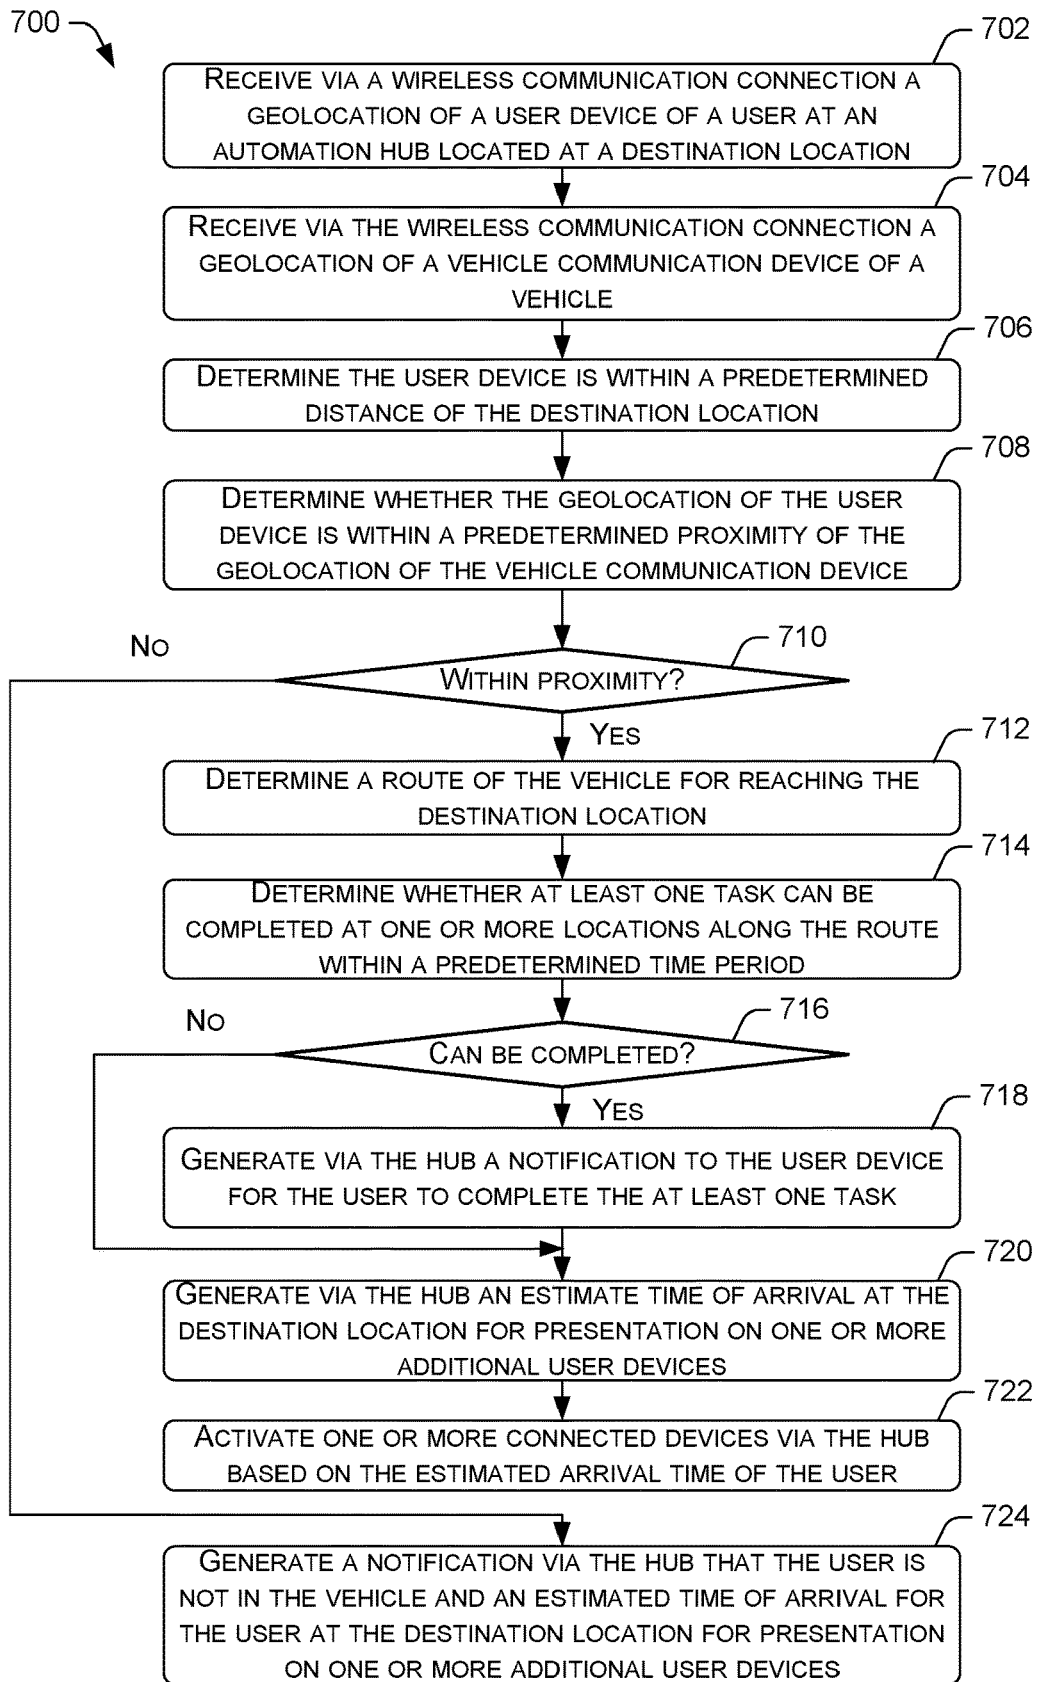 700
702
RECEIVE VIA A WIRELESS COMMUNICATION CONNECTION A
GEOLOCATION OF A USER DEVICE OF A USER AT AN
AUTOMATION HUB LOCATED AT A DESTINATION LOCATION
704
RECEIVE VIA THE WIRELESS COMMUNICATION CONNECTION A
GEOLOCATION OF A VEHICLE COMMUNICATION DEVICE OF A
VEHICLE
706
DETERMINE THE USER DEVICE IS WITHIN A PREDETERMINED
DISTANCE OF THE DESTINATION LOCATION
708
DETERMINE WHETHER THE GEOLOCATION OF THE USER
DEVICE IS WITHIN A PREDETERMINED PROXIMITY OF THE
GEOLOCATION OF THE VEHICLE COMMUNICATION DEVICE
NO
710
WITHIN PROXIMITY?
YES
712
DETERMINE A ROUTE OF THE VEHICLE FOR REACHING THE
DESTINATION LOCATION
714
DETERMINE WHETHER AT LEAST ONE TASK CAN BE
COMPLETED AT ONE OR MORE LOCATIONS ALONG THE ROUTE
WITHIN A PREDETERMINED TIME PERIOD
NO
716
CAN BE COMPLETED?
YES
718
GENERATE VIA THE HUB A NOTIFICATION TO THE USER DEVICE
FOR THE USER TO COMPLETE THE AT LEAST ONE TASK
720
GENERATE VIA THE HUB AN ESTIMATE TIME OF ARRIVAL AT THE
DESTINATION LOCATION FOR PRESENTATION ON ONE OR MORE
ADDITIONAL USER DEVICES
722
ACTIVATE ONE OR MORE CONNECTED DEVICES VIA THE HUB
BASED ON THE ESTIMATED ARRIVAL TIME OF THE USER
724
GENERATE A NOTIFICATION VIA THE HUB THAT THE USER IS
NOT IN THE VEHICLE AND AN ESTIMATED TIME OF ARRIVAL FOR
THE USER AT THE DESTINATION LOCATION FOR PRESENTATION
ON ONE OR MORE ADDITIONAL USER DEVICES